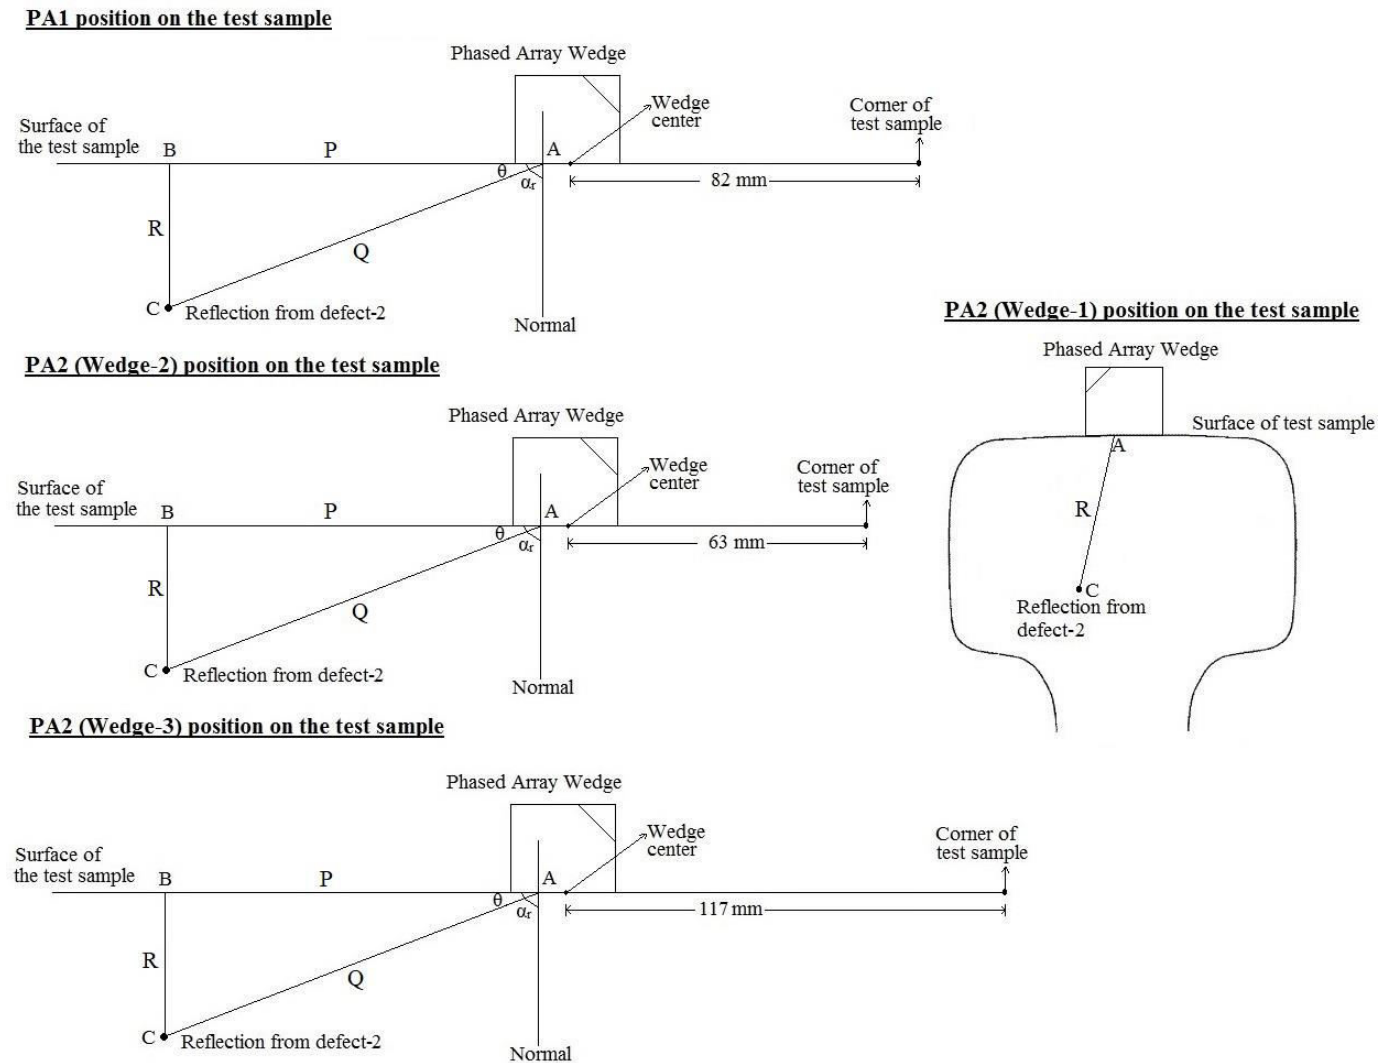 PA1 position on the test sample
Phased Array Wedge
Wedge
center
Corner of
test sample
Surface of
the test sample
B
P
A
θ
αr
82 mm
R
Q
C
Reflection from defect-2
Normal
PA2 (Wedge-2) position on the test sample
Phased Array Wedge
Wedge
center
Corner of
test sample
Surface of
the test sample
B
P
A
θ
αr
63 mm
R
Q
C
Reflection from defect-2
Normal
PA2 (Wedge-1) position on the test sample
Phased Array Wedge
Surface of test sample
A
R
C
Reflection from
defect-2
PA2 (Wedge-3) position on the test sample
Phased Array Wedge
Wedge
center
Corner of
test sample
Surface of
the test sample
B
P
A
θ
αr
117 mm
R
Q
C
Reflection from defect-2
Normal